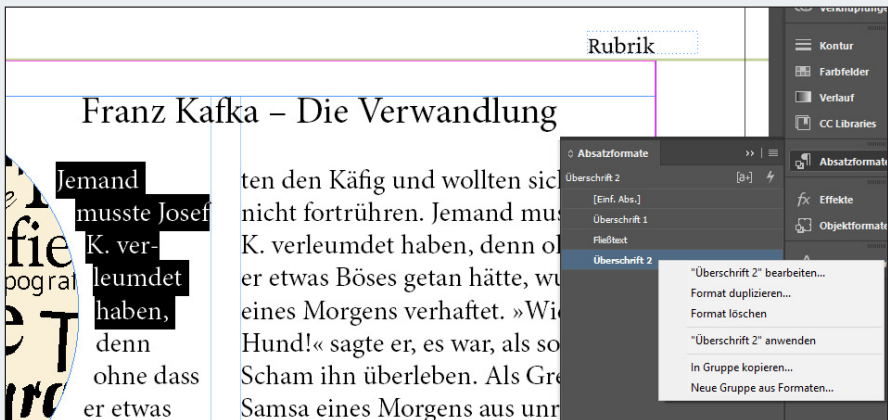 Verknüpfunge
Rubrik
Kontur
Farbfelder
Verlauf
CC Libraries
Absatzformate
Effekte
Objektformate
Franz Kafka – Die Verwandlung
Jemand
musste Josef
K. ver-
leumdet
haben,
denn
ohne dass
er etwas
ten den Käfig und wollten sich
nicht fortrühren. Jemand mus
K. verleumdet haben, denn oh
er etwas Böses getan hätte, wu
eines Morgens verhaftet. »Wie
Hund!« sagte er, es war, als so
Scham ihn überleben. Als Gre
Samsa eines Morgens aus unr
Absatzformate
Überschrift 2
[a+]
[Einf. Abs.]
Überschrift 1
Fließtext
Überschrift 2
"Überschrift 2" bearbeiten...
Format duplizieren...
Format löschen
"Überschrift 2" anwenden
In Gruppe kopieren...
Neue Gruppe aus Formaten...
fie
pograf